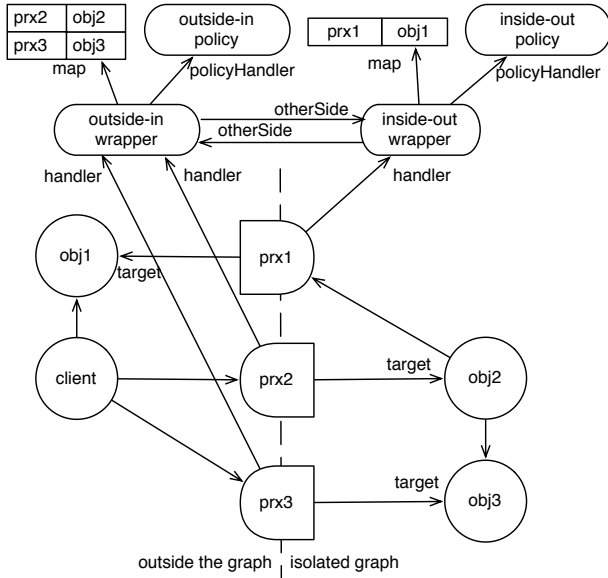 prx2 obj2
prx3 obj3
map
outside-in
policy
policyHandler
prx1 obj1
map
inside-out
policy
policyHandler
outside-in
wrapper
otherSide
otherSide
inside-out
wrapper
handler
handler
handler
obj1
target
prx1
client
prx2
target
obj2
prx3
target
obj3
outside the graph
isolated graph